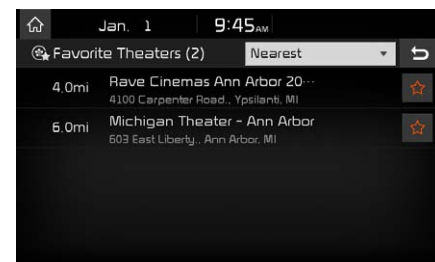 Jan. 1 9:45AM
Favorite Theaters (2) Nearest
4.0mi Rave Cinemas Ann Arbor 20···
4100 Carpenter Road., Ypsilanti, MI
6.0mi Michigan Theater - Ann Arbor
603 East Liberty., Ann Arbor, MI